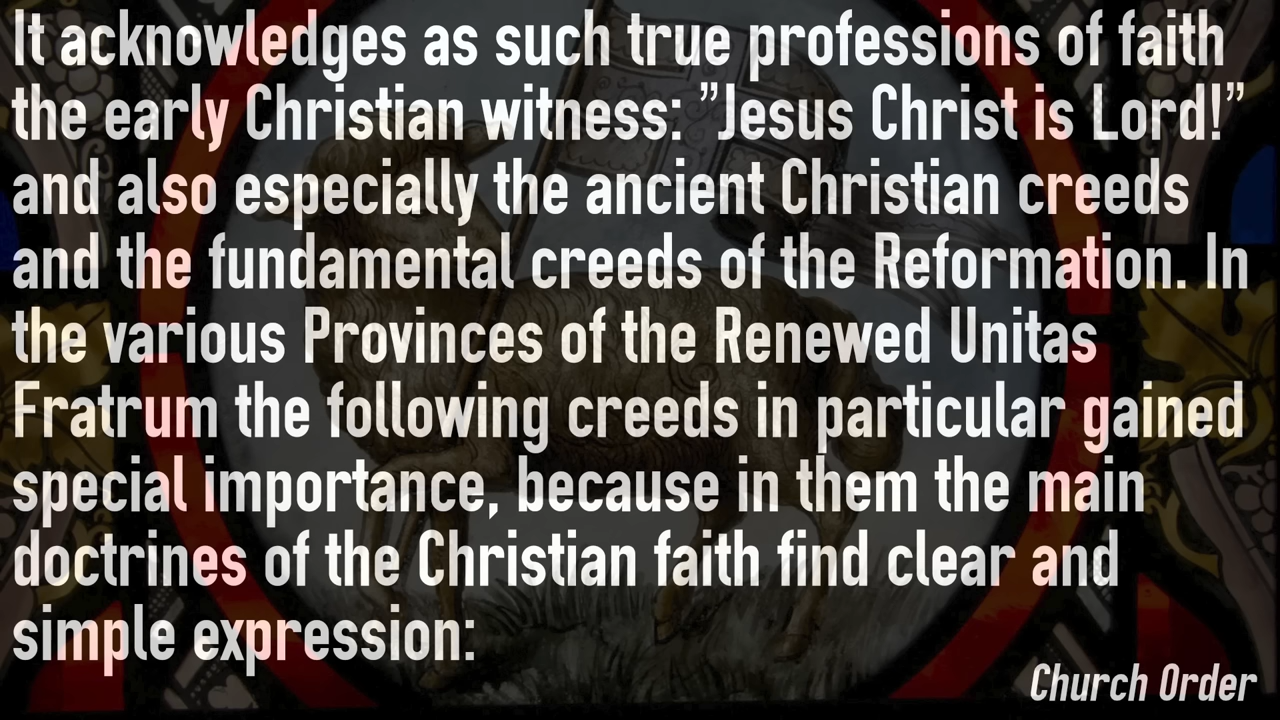 It acknowledges as such true professions of faith
the early Christian witness: ”Jesus Christ is Lord!”
and also especially the ancient Christian creeds
and the fundamental creeds of the Reformation. In
the various Provinces of the Renewed Unitas
Fratrum the following creeds in particular gained
special importance, because in them the main
doctrines of the Christian faith find clear and
simple expression:
Church Order